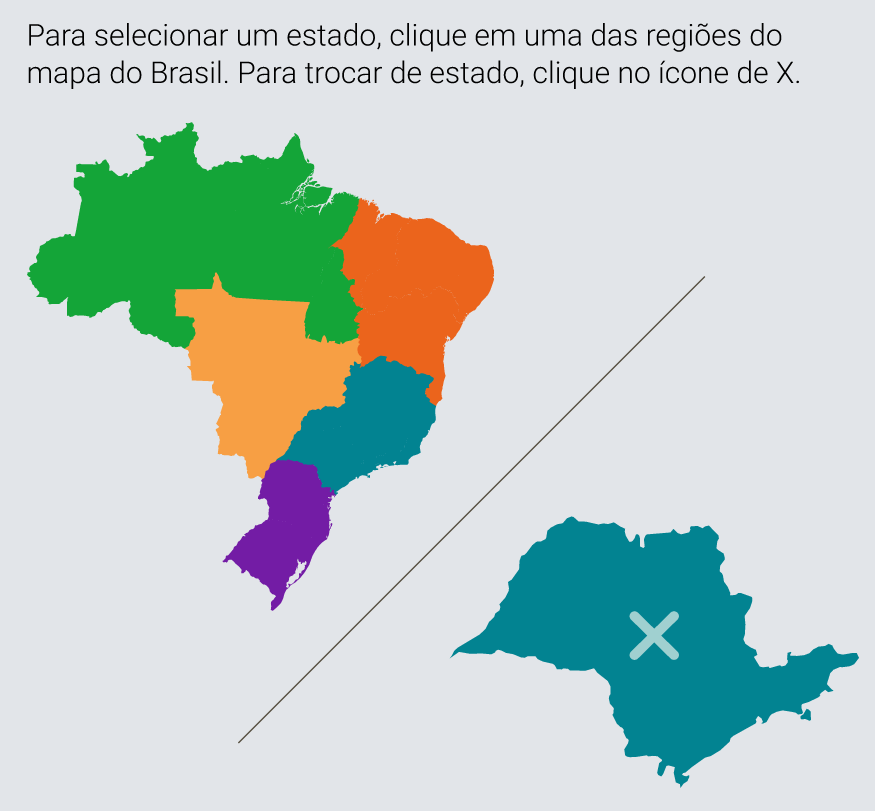 Para selecionar um estado, clique em uma das regiões do
mapa do Brasil. Para trocar de estado, clique no ícone de X.